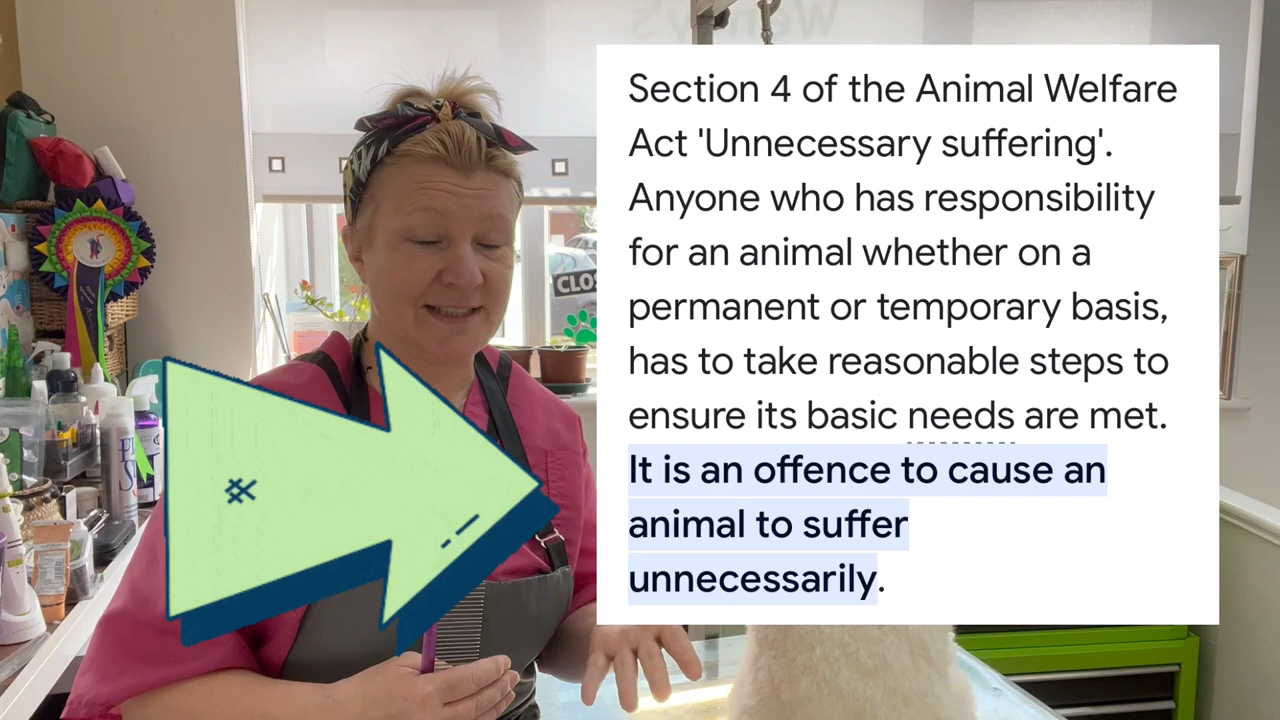 Wendy's
Section 4 of the Animal Welfare
Act 'Unnecessary suffering'.
Anyone who has responsibility
for an animal whether on a
permanent or temporary basis,
has to take reasonable steps to
ensure its basic needs are met.
It is an offence to cause an
animal to suffer
unnecessarily.
CLOS